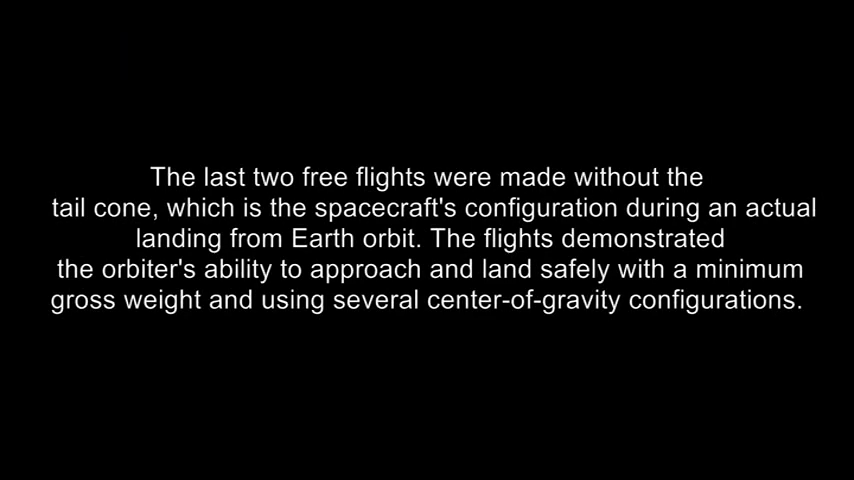 The last two free flights were made without the
tail cone, which is the spacecraft's configuration during an actual
landing from Earth orbit. The flights demonstrated
the orbiter's ability to approach and land safely with a minimum
gross weight and using several center-of-gravity configurations.